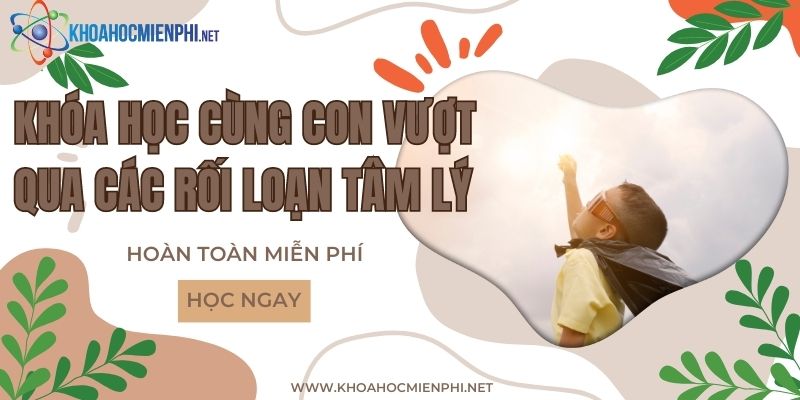 KHOAHOCMIENPHI.NET
KHÓA HỌC CÙNG CON VƯỢT
QUA CÁC RỐI LOẠN TÂM LÝ
HOÀN TOÀN MIỄN PHÍ
HỌC NGAY
WWW.KHOAHOCMIENPHI.NET